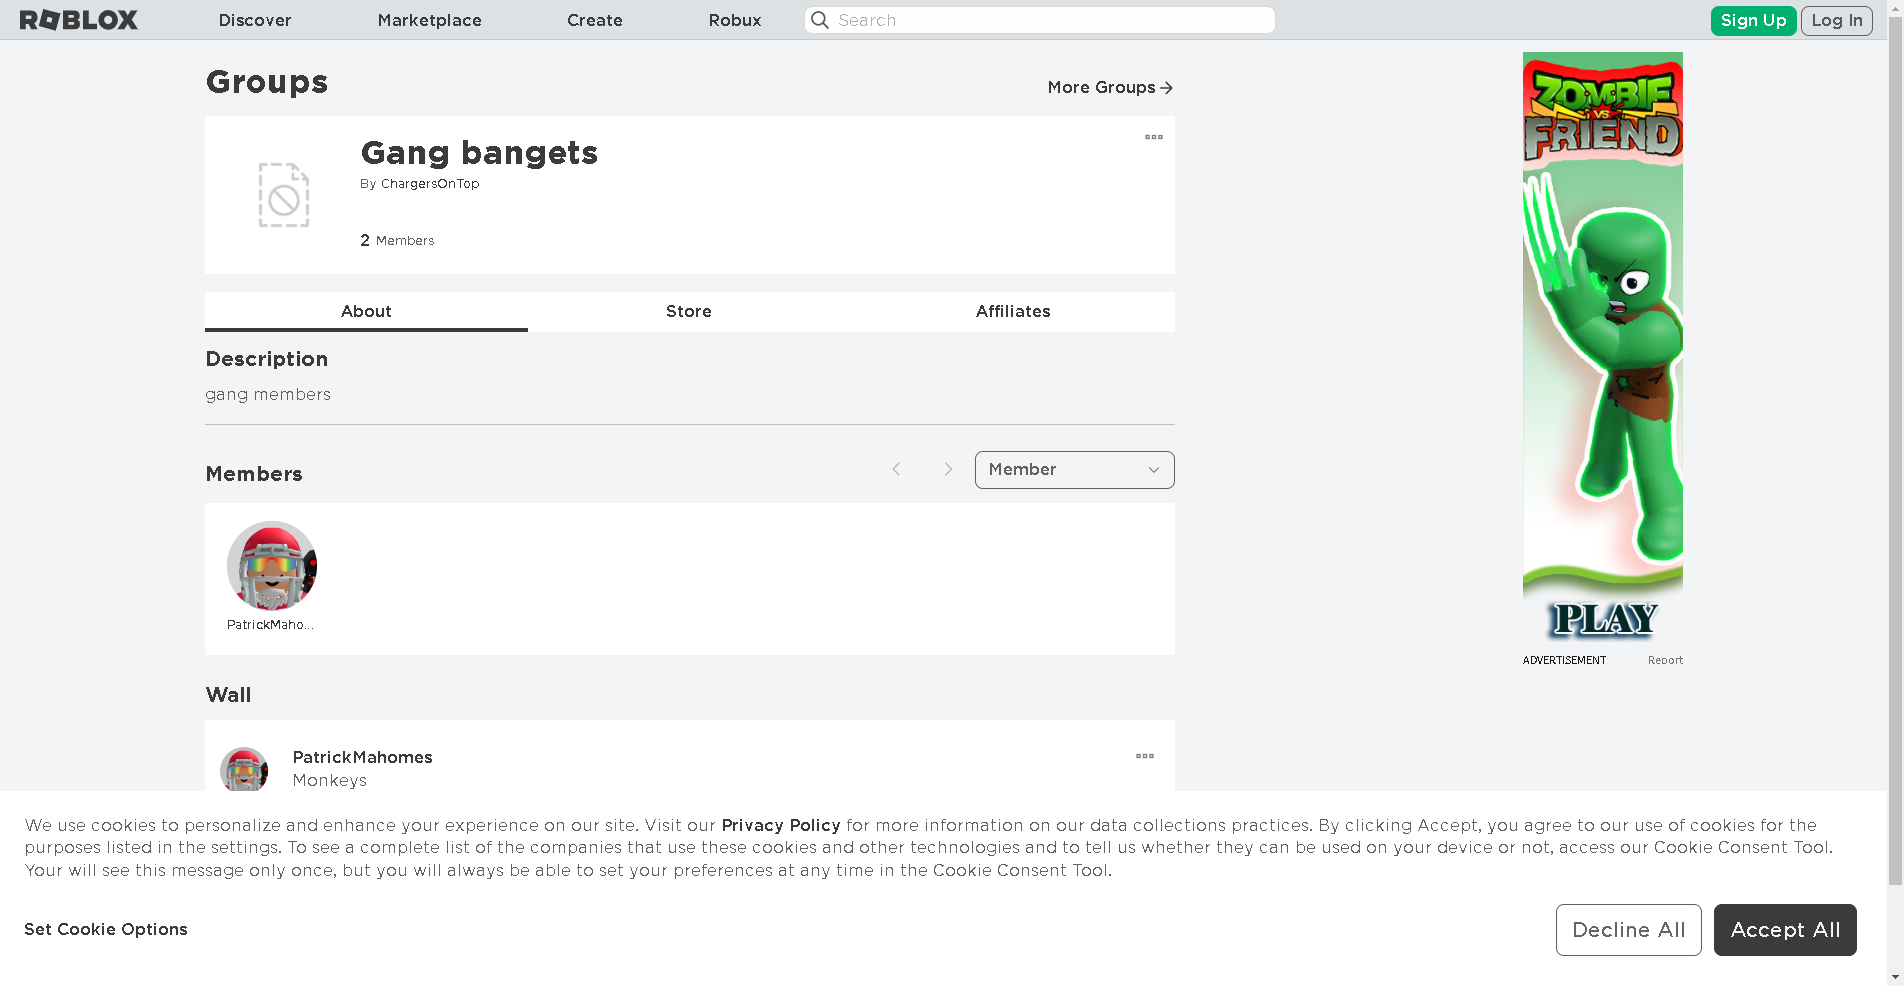 ROBLOX Discover Marketplace Create Robux Search Sign Up Log In
Groups
More Groups
Gang bangets
By ChargersOnTop
2 Members
About Store Affiliates
Description
gang members
Members
Member
PatrickMaho...
Wall
PatrickMahomes
Monkeys
ZOMBIE
VS
FRIEND
PLAY
ADVERTISEMENT Report
We use cookies to personalize and enhance your experience on our site. Visit our Privacy Policy for more information on our data collections practices. By clicking Accept, you agree to our use of cookies for the
purposes listed in the settings. To see a complete list of the companies that use these cookies and other technologies and to tell us whether they can be used on your device or not, access our Cookie Consent Tool.
Your will see this message only once, but you will always be able to set your preferences at any time in the Cookie Consent Tool.
Set Cookie Options
Decline All Accept All